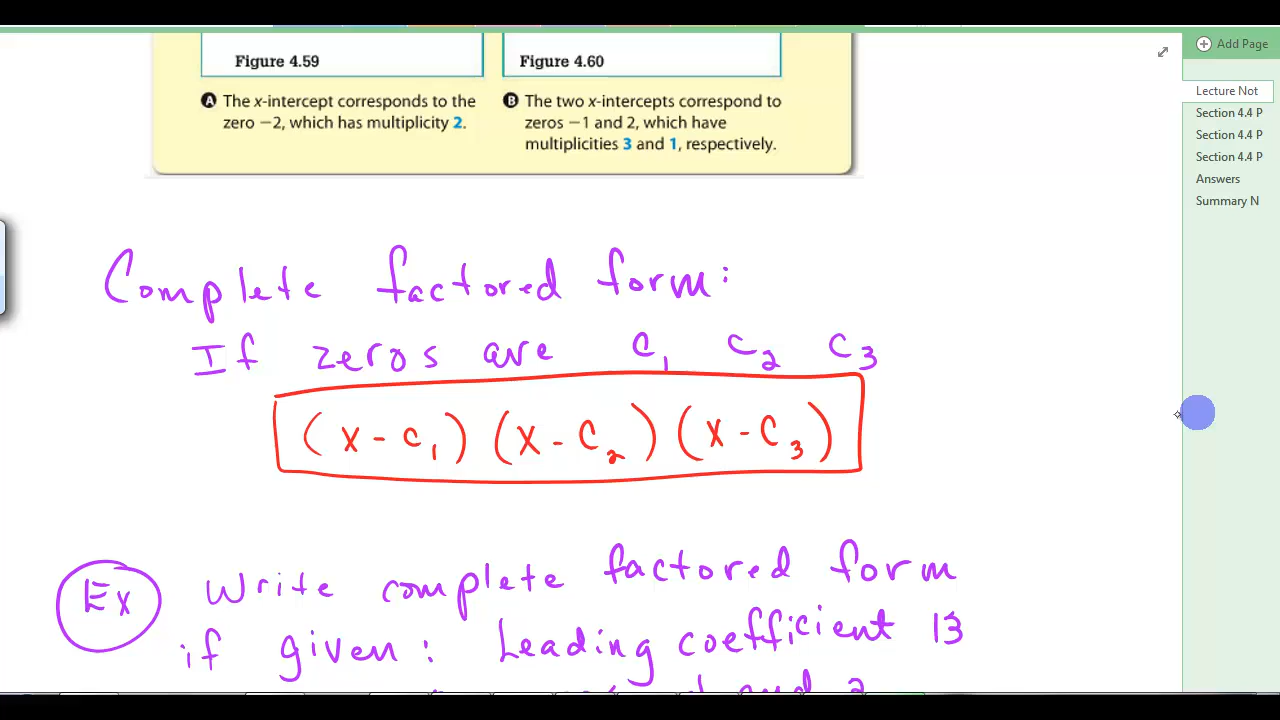 Add Page
Figure 4.59
Figure 4.60
A The x-intercept corresponds to the
zero −2, which has multiplicity 2.
B The two x-intercepts correspond to
zeros −1 and 2, which have
multiplicities 3 and 1, respectively.
Lecture Not
Section 4.4 P
Section 4.4 P
Section 4.4 P
Answers
Summary N
Complete factored form:
If zeros are c₁ c₂ c₃
(x - c₁) (x - c₂) (x - c₃)
Ex Write complete factored form
if given: Leading coefficient 13
and 2